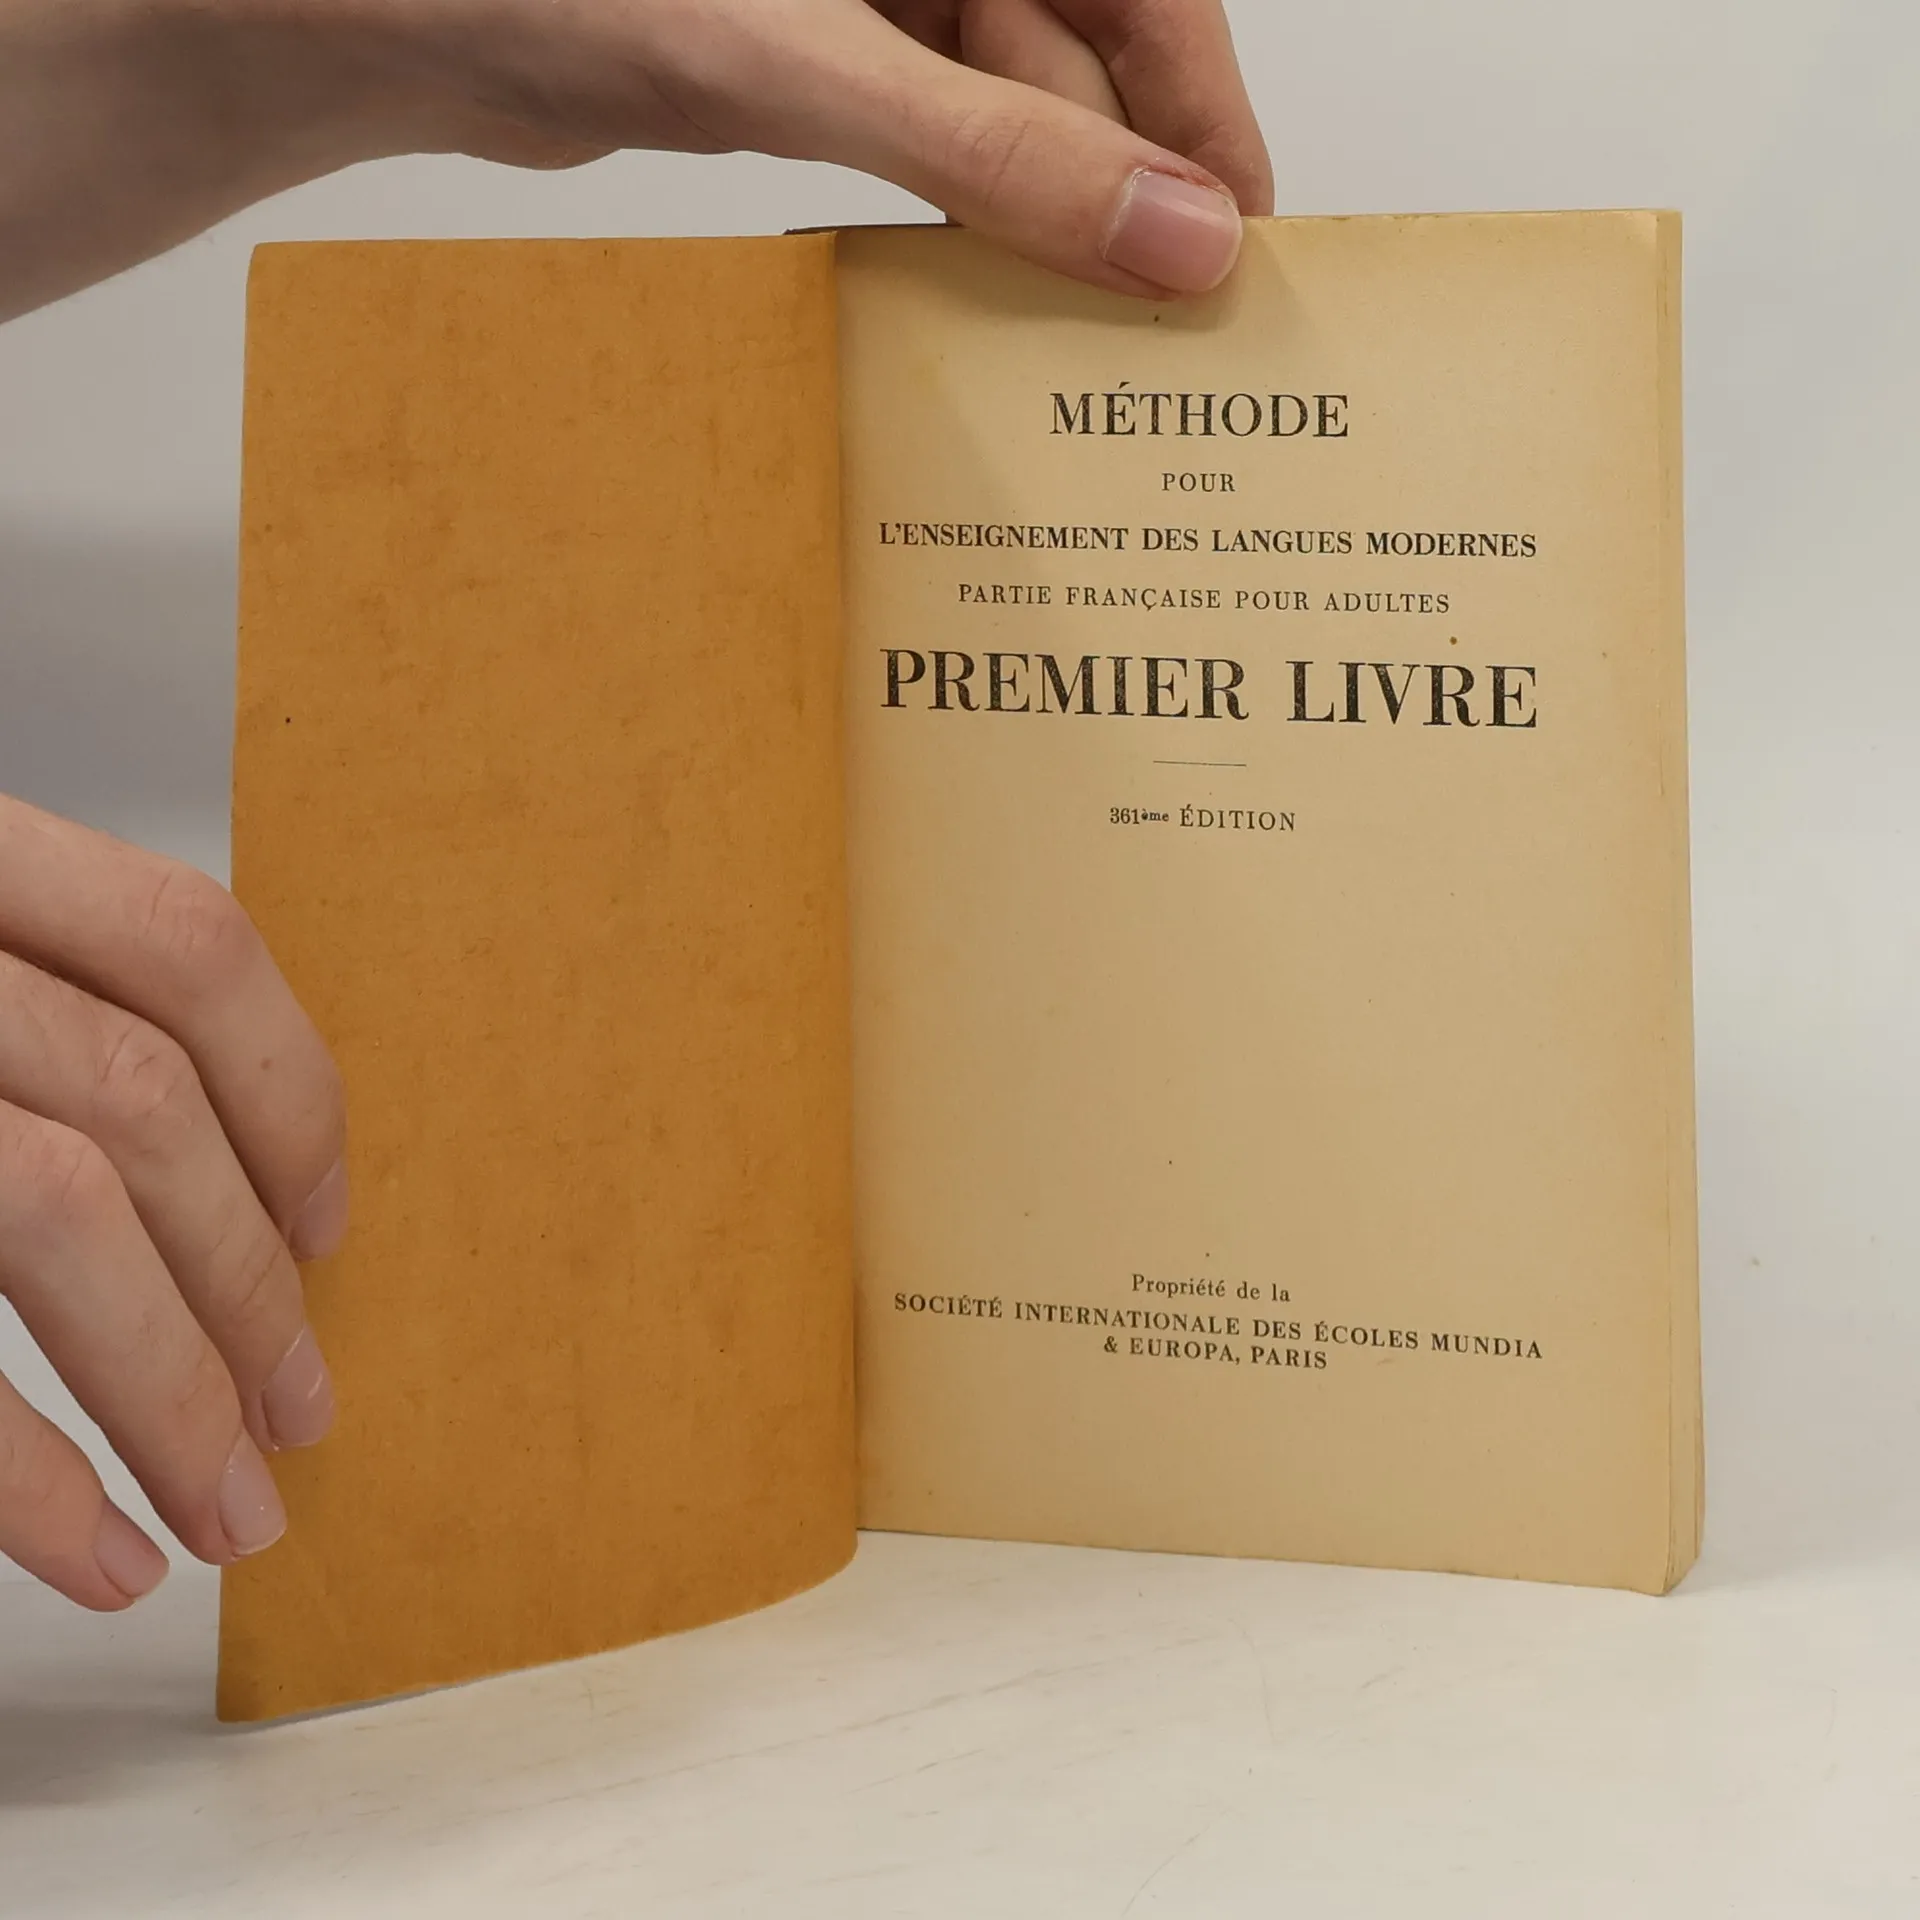 MÉTHODE
POUR
L'ENSEIGNEMENT DES LANGUES MODERNES
PARTIE FRANÇAISE POUR ADULTES
PREMIER LIVRE
361ème ÉDITION
Propriété de la
SOCIÉTÉ INTERNATIONALE DES ÉCOLES MUNDIA
& EUROPA, PARIS